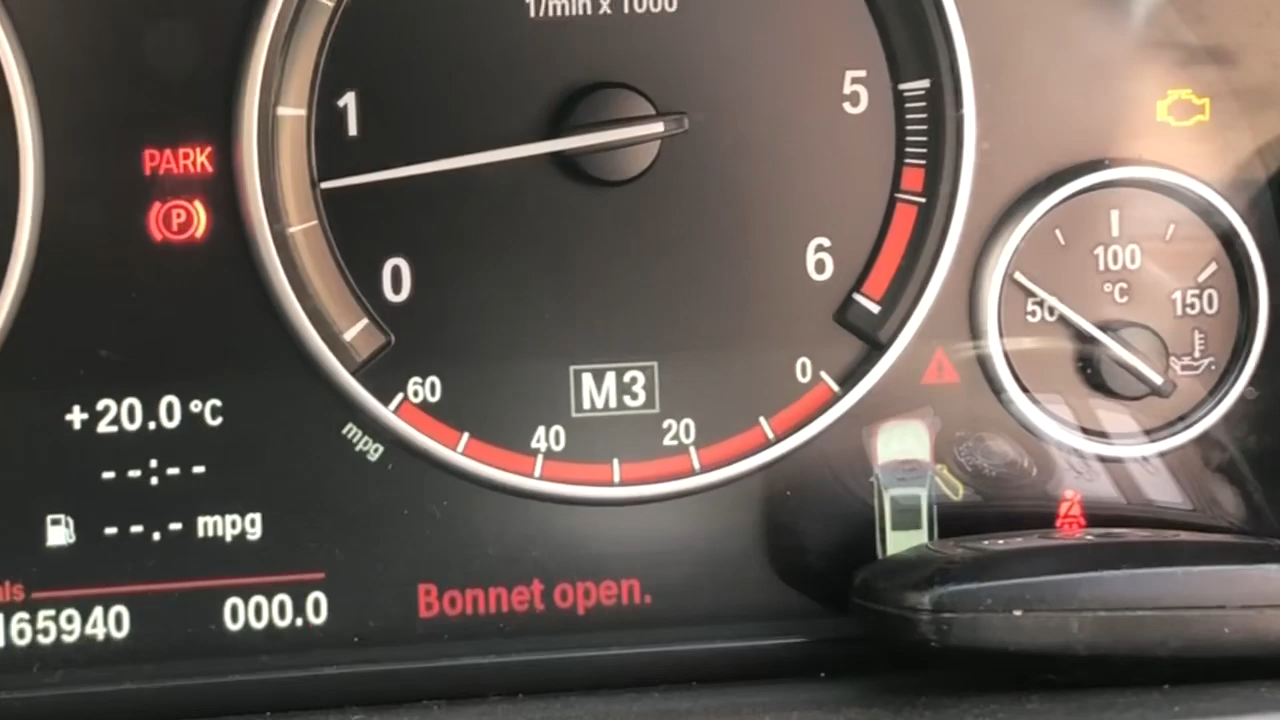 1/min x 1000
1
5
PARK
P
100
°C
50
150
0
6
M3
60
0
+20.0°C
40
20
mpg
--:--
--.- mpg
165940
000.0
Bonnet open.